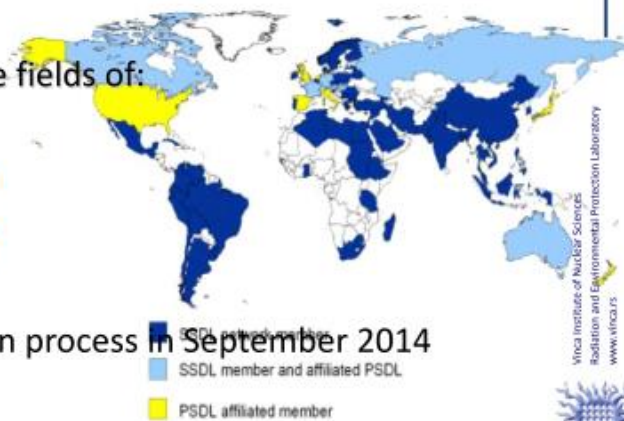 e fields of:
n process in September 2014
SSDL network member
SSDL member and affiliated PSDL
PSDL affiliated member
Vinca Institute of Nuclear Sciences
Radiation and Environmental Protection Laboratory
www.vinca.rs